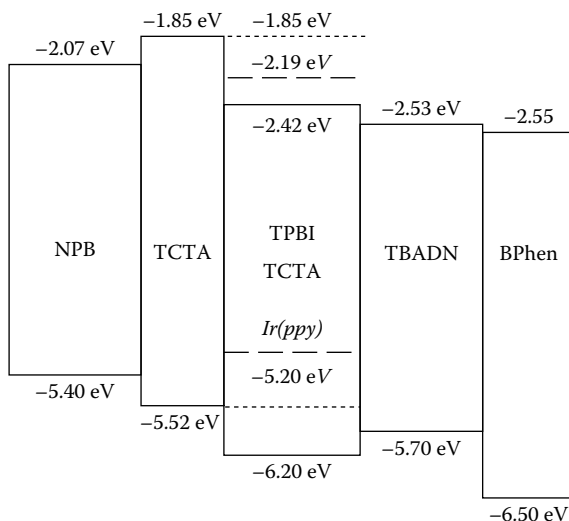 −1.85 eV
−1.85 eV
−2.07 eV
−2.19 eV
−2.42 eV
−2.53 eV
−2.55
NPB
TCTA
TPBI
TCTA
TBADN
BPhen
Ir(ppy)
−5.20 eV
−5.40 eV
−5.52 eV
−5.70 eV
−6.20 eV
−6.50 eV